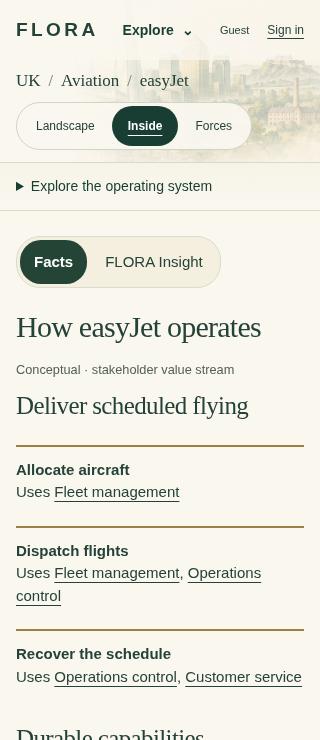 FLORA Explore Guest Sign in
UK / Aviation / easyJet
Landscape Inside Forces
Explore the operating system
Facts FLORA Insight
How easyJet operates
Conceptual · stakeholder value stream
Deliver scheduled flying
Allocate aircraft
Uses Fleet management
Dispatch flights
Uses Fleet management, Operations
control
Recover the schedule
Uses Operations control, Customer service
Durable capabilities